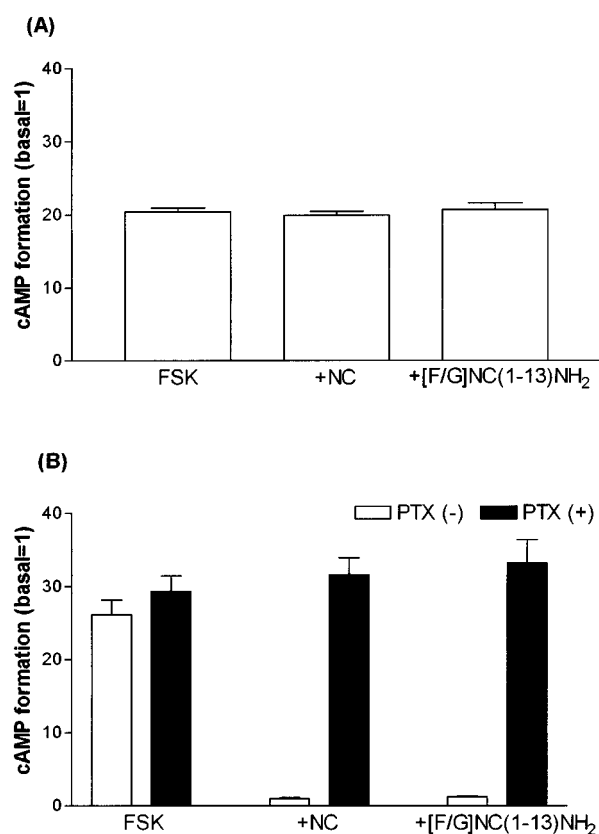 (A)
cAMP formation (basal=1)
40
30
20
10
0
FSK +NC +[F/G]NC(1-13)NH₂
(B)
PTX (-) PTX (+)
cAMP formation (basal=1)
40
30
20
10
0
FSK +NC +[F/G]NC(1-13)NH₂